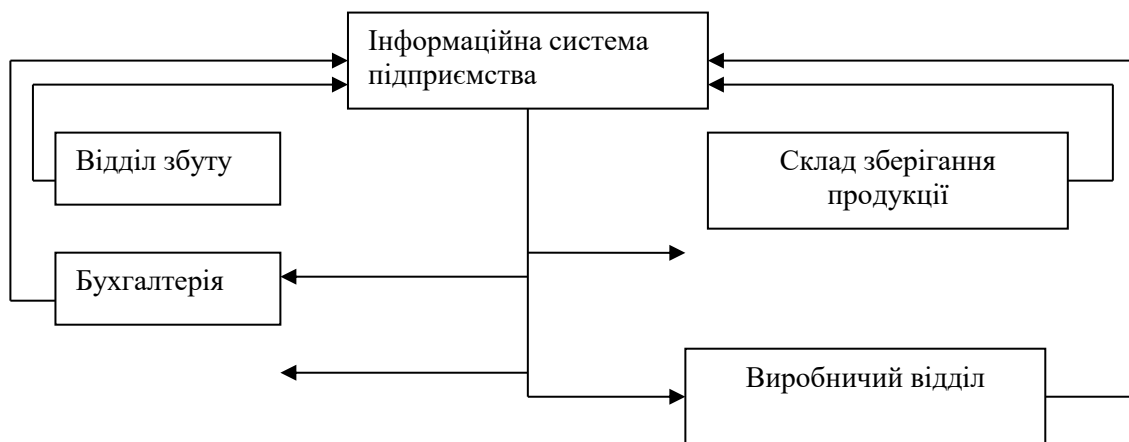 Інформаційна система
підприємства
Відділ збуту
Склад зберігання
продукції
Бухгалтерія
Виробничий відділ